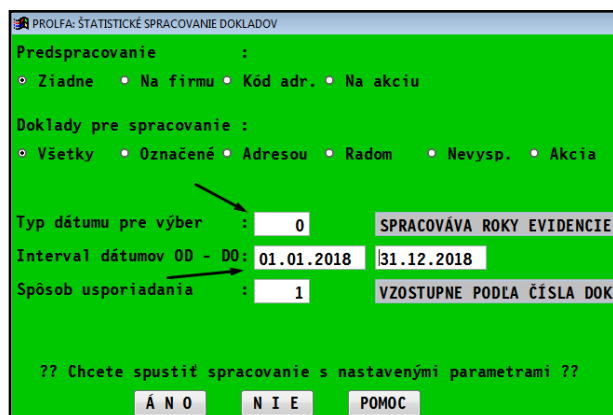 PROLFA: ŠTATISTICKÉ SPRACOVANIE DOKLADOV
Predspracovanie :
Ziadne Na firmu Kód adr. Na akciu
Doklady pre spracovanie :
Všetky Označené Adresou Radom Nevysp. Akcia
Typ dátumu pre výber : 0 SPRACOVÁVA ROKY EVIDENCIE
Interval dátumov OD - DO: 01.01.2018 31.12.2018
Spôsob usporiadania : 1 VZOSTUPNE PODĽA ČÍSLA DOK
?? Chcete spustiť spracovanie s nastavenými parametrami ??
Á N O N I E POMOC